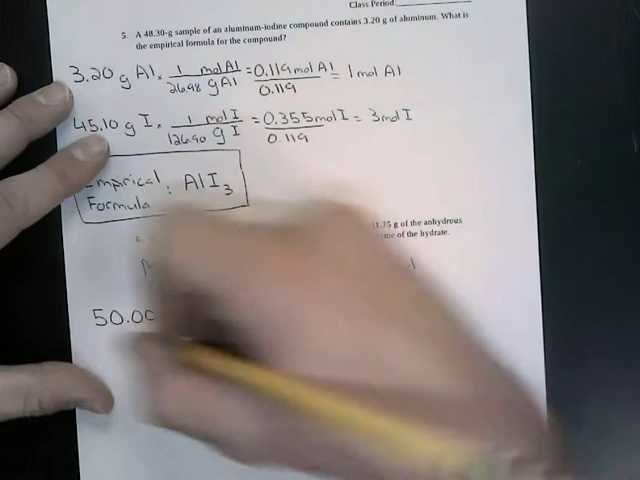 Class Period:
5. A 48.30-g sample of an aluminum-iodine compound contains 3.20 g of aluminum. What is
the empirical formula for the compound?
3.20 g Al × 1 mol Al / 26.98 g Al = 0.119 mol Al / 0.119 = 1 mol Al
45.10 g I × 1 mol I / 126.90 g I = 0.355 mol I / 0.119 = 3 mol I
Empirical
Formula : AlI₃
6. 1.75 g of the anhydrous
of the hydrate.
50.00